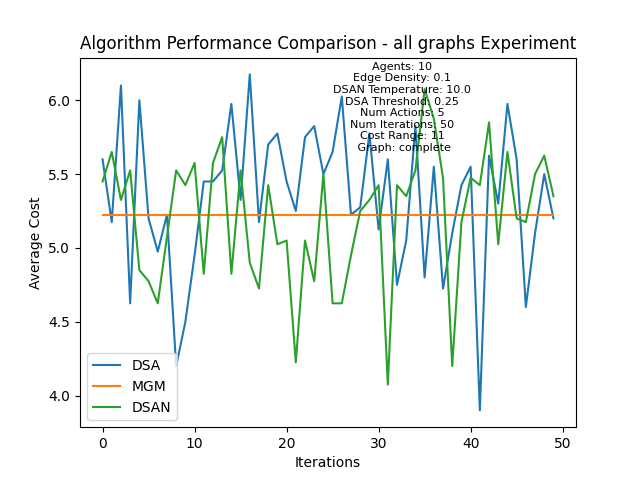 Algorithm Performance Comparison - all graphs Experiment
Agents: 10
Edge Density: 0.1
DSAN Temperature: 10.0
DSA Threshold: 0.25
Num Actions: 5
Num Iterations: 50
Cost Range: 11
Graph: complete
6.0
5.5
5.0
4.5
4.0
Average Cost
DSA
MGM
DSAN
0 10 20 30 40 50
Iterations